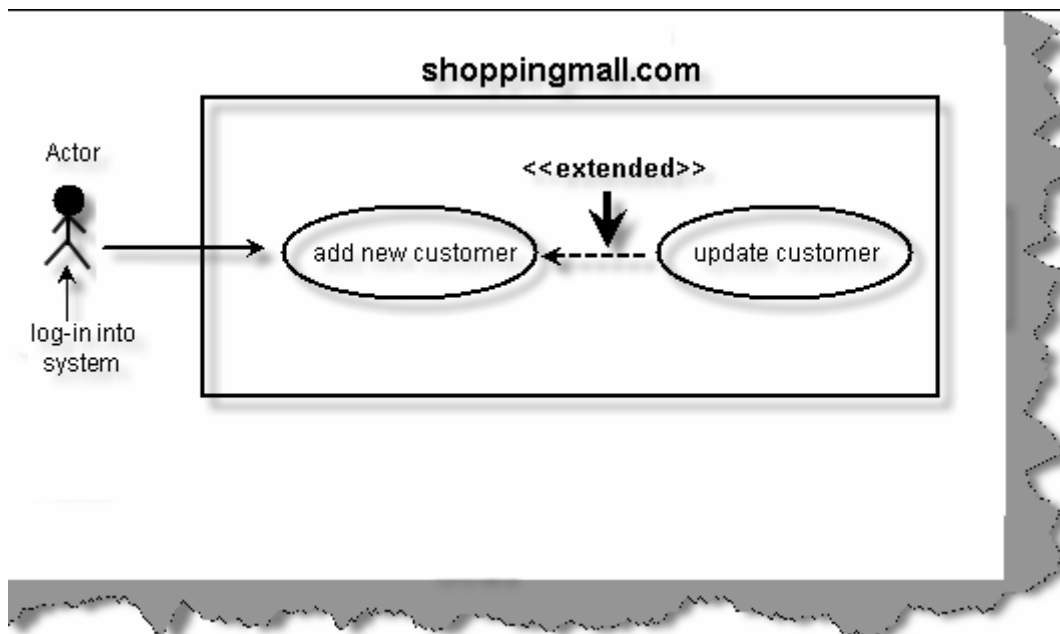 shoppingmall.com
Actor
<<extended>>
add new customer
update customer
log-in into
system